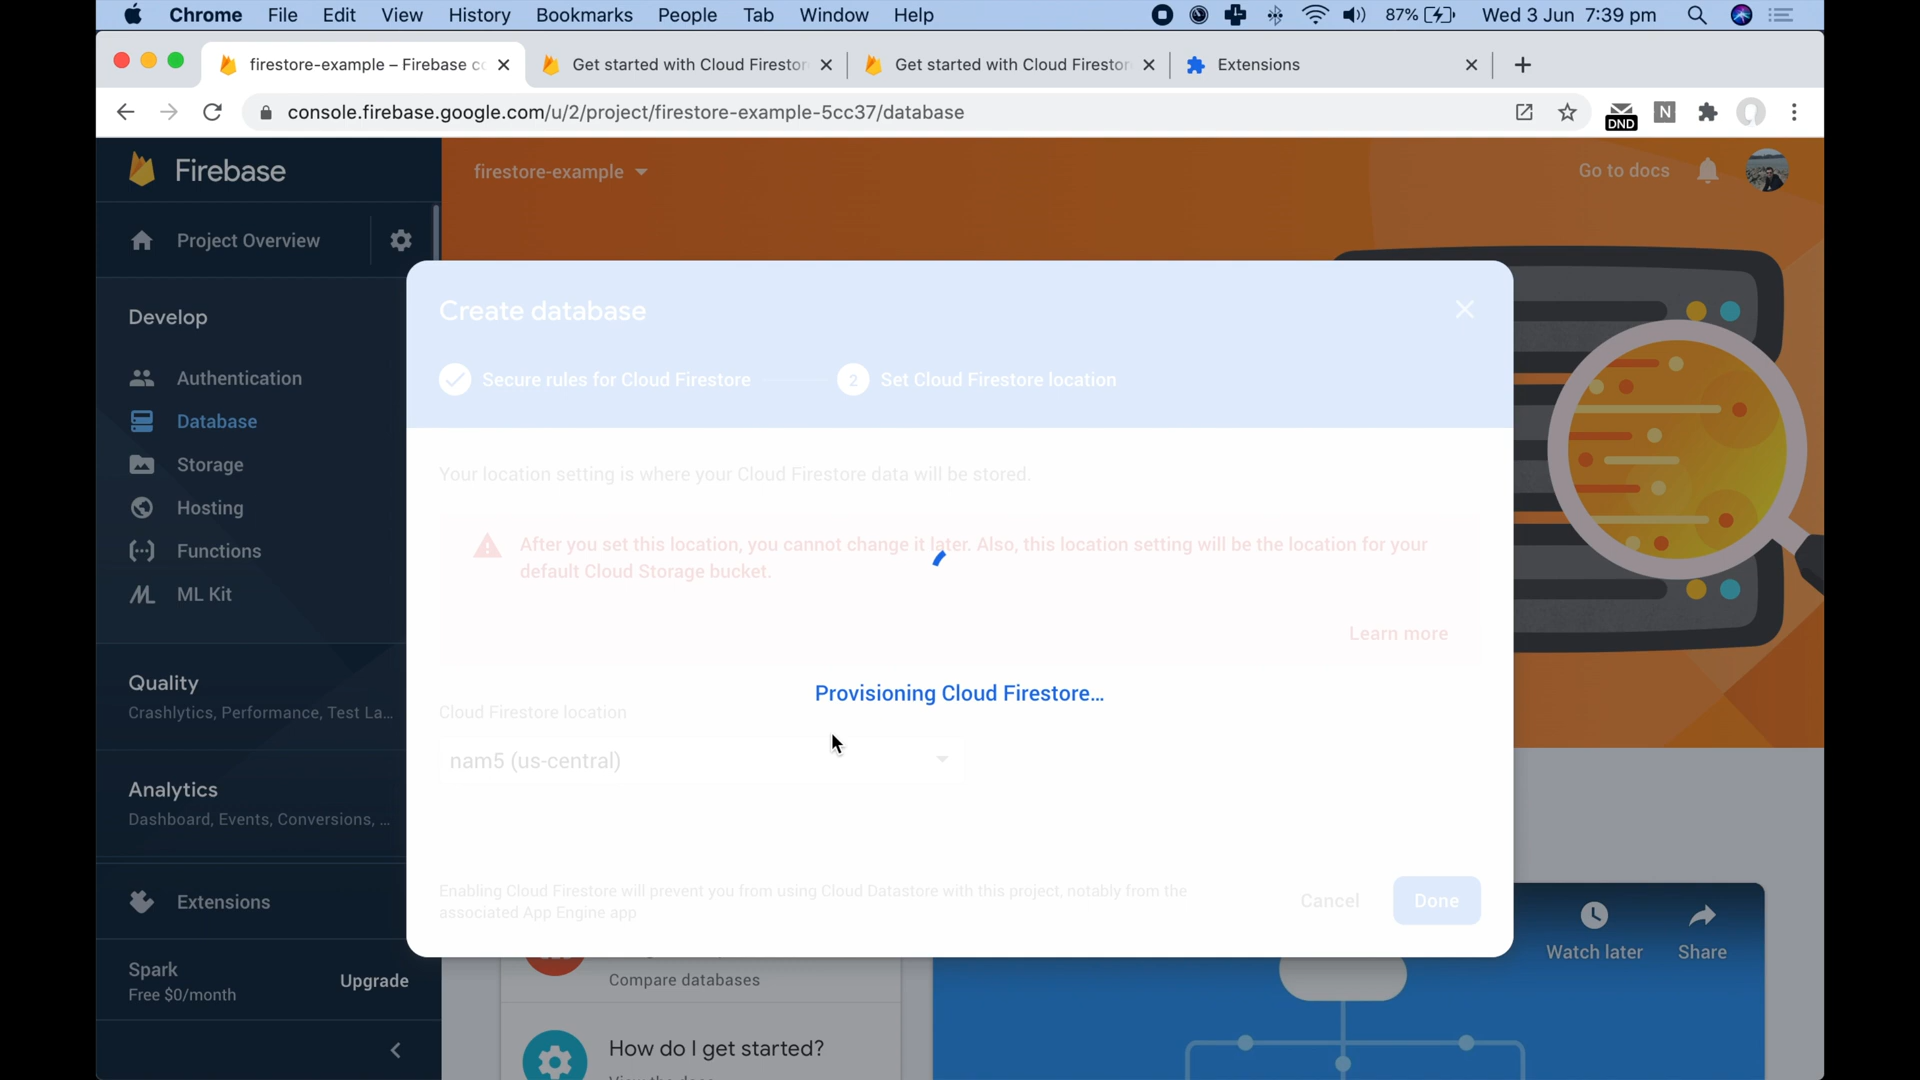 Chrome File Edit View History Bookmarks People Tab Window Help 87% Wed 3 Jun 7:39 pm
firestore-example – Firebase co Get started with Cloud Firestor Get started with Cloud Firestor Extensions
console.firebase.google.com/u/2/project/firestore-example-5cc37/database
DND
N
Firebase
firestore-example
Go to docs
Project Overview
Develop
Authentication
Database
Storage
Hosting
Functions
ML Kit
Quality
Crashlytics, Performance, Test La...
Analytics
Dashboard, Events, Conversions, ...
Extensions
Spark
Free $0/month
Upgrade
Create database
Secure rules for Cloud Firestore
2 Set Cloud Firestore location
Your location setting is where your Cloud Firestore data will be stored.
After you set this location, you cannot change it later. Also, this location setting will be the location for your
default Cloud Storage bucket.
Learn more
Provisioning Cloud Firestore...
Cloud Firestore location
nam5 (us-central)
Enabling Cloud Firestore will prevent you from using Cloud Datastore with this project, notably from the
associated App Engine app
Cancel
Done
Compare databases
How do I get started?
Watch later
Share